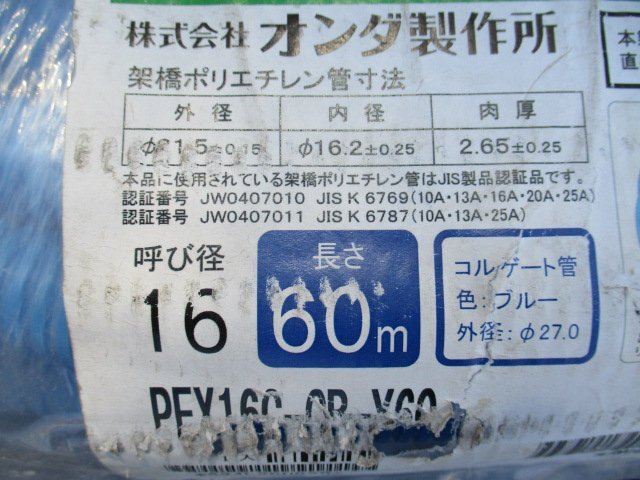 株式会社 オンダ製作所
架橋ポリエチレン管寸法
外径 内径 肉厚
φ21.5±0.15 φ16.2±0.25 2.65±0.25
本品に使用されている架橋ポリエチレン管はJIS製品認証品です。
認証番号 JW0407010 JIS K 6769(10A・13A・16A・20A・25A)
認証番号 JW0407011 JIS K 6787(10A・13A・25A)
呼び径
16
長さ
60m
コルゲート管
色:ブルー
外径:φ27.0